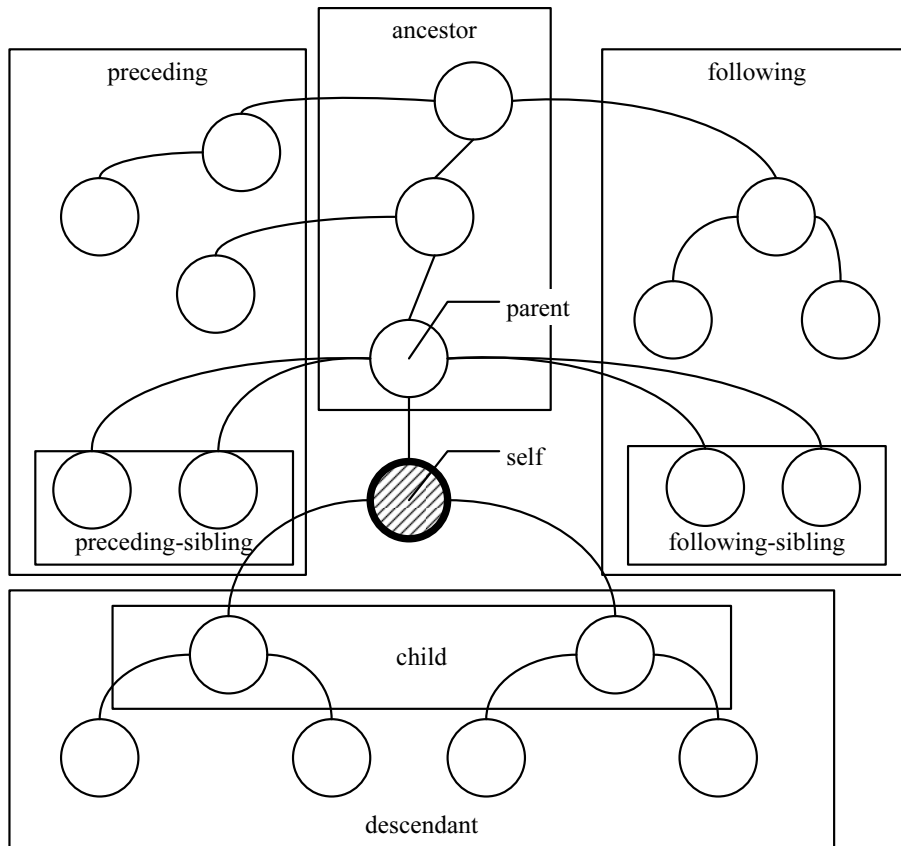 ancestor
preceding
following
parent
self
preceding-sibling
following-sibling
child
descendant